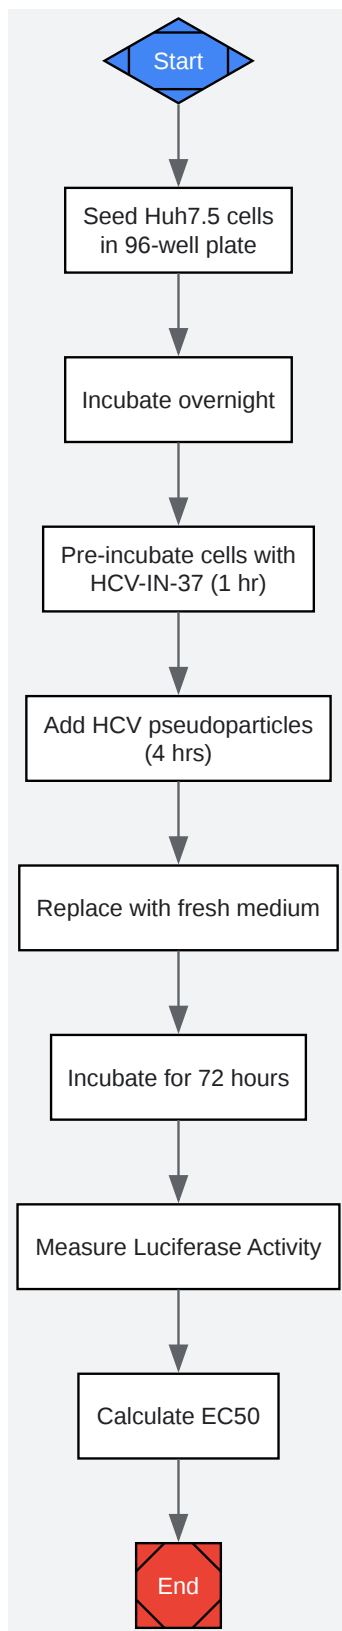 Start
Seed Huh7.5 cells
in 96-well plate
Incubate overnight
Pre-incubate cells with
HCV-IN-37 (1 hr)
Add HCV pseudoparticles
(4 hrs)
Replace with fresh medium
Incubate for 72 hours
Measure Luciferase Activity
Calculate EC50
End